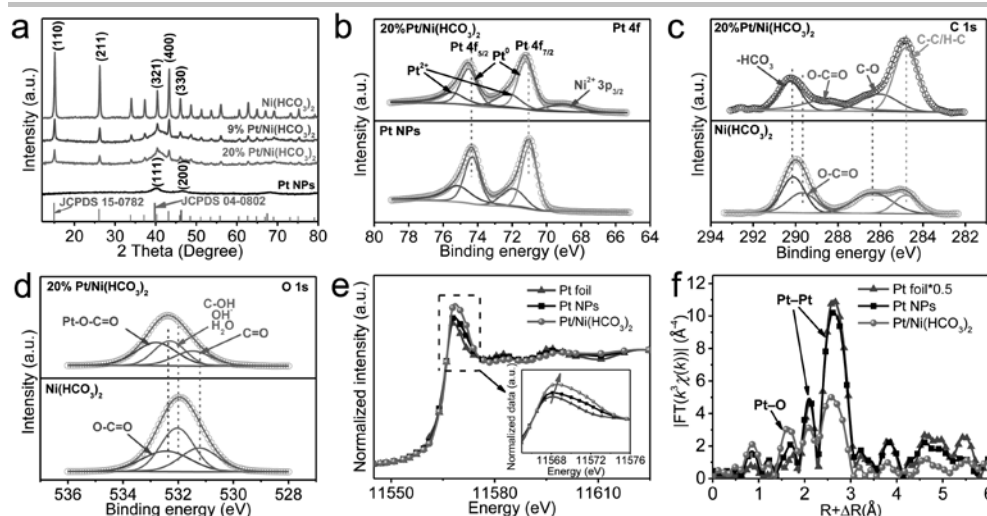 a
(110)
(211)
(321)
(400)
(330)
Ni(HCO₃)₂
9% Pt/Ni(HCO₃)₂
20% Pt/Ni(HCO₃)₂
(111)
(200)
Pt NPs
JCPDS 15-0782
JCPDS 04-0802
Intensity (a.u.)
20 30 40 50 60 70 80
2 Theta (Degree)
b
20%Pt/Ni(HCO₃)₂
Pt 4f
Pt 4f₅/₂
Pt 4f₇/₂
Pt⁰
Pt²⁺
Ni²⁺ 3p₃/₂
Pt NPs
Intensity (a.u.)
80 78 76 74 72 70 68 66 64
Binding energy (eV)
c
20%Pt/Ni(HCO₃)₂
C 1s
C-C/H-C
-HCO₃
O-C=O
C-O
Ni(HCO₃)₂
O-C=O
Intensity (a.u.)
294 292 290 288 286 284 282
Binding energy (eV)
d
20% Pt/Ni(HCO₃)₂
O 1s
C-OH
OH⁻
H₂O
Pt-O-C=O
C=O
Ni(HCO₃)₂
O-C=O
Intensity (a.u.)
536 534 532 530 528
Binding energy (eV)
e
Pt foil
Pt NPs
Pt/Ni(HCO₃)₂
Normalized intensity (a.u.)
Normalized data (a.u.)
11568 11572 11576
Energy (eV)
11550 11580 11610
Energy (eV)
f
Pt foil*0.5
Pt NPs
Pt/Ni(HCO₃)₂
Pt–Pt
Pt–O
|FT(k³χ(k))| (Å⁻⁴)
12
10
8
6
4
2
0
0 1 2 3 4 5 6
R+ΔR(Å)